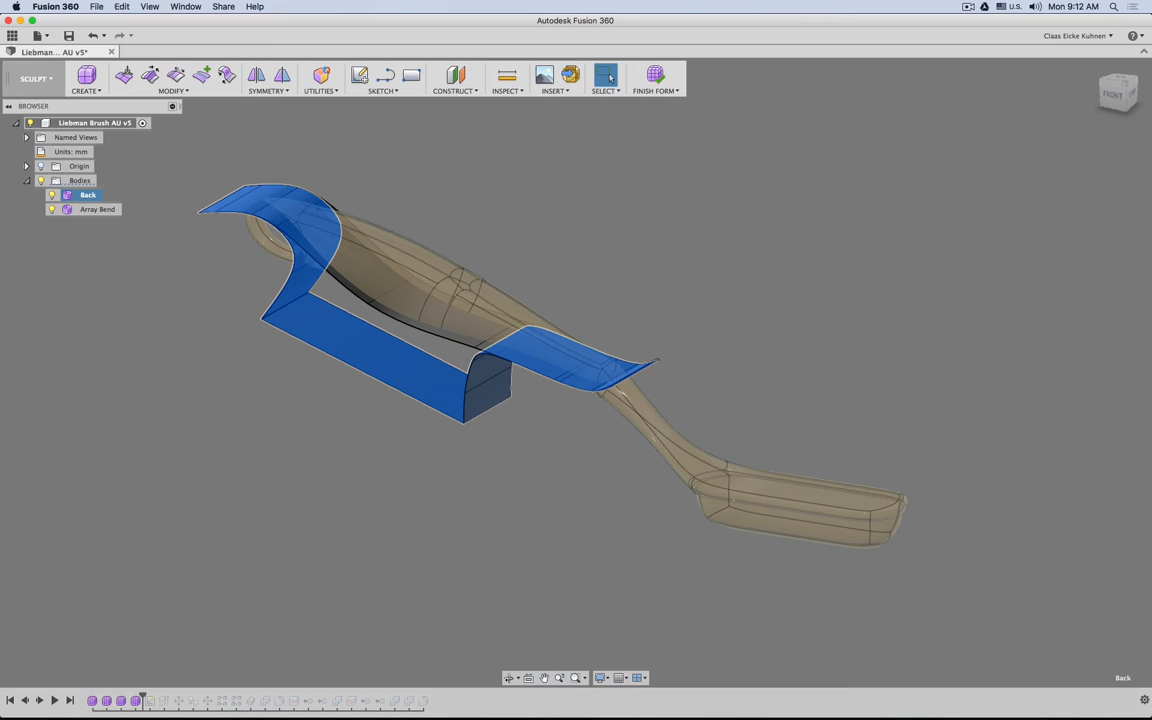 Fusion 360 File Edit View Window Share Help U.S. Mon 9:12 AM
Autodesk Fusion 360
Claas Eicke Kuhnen
Liebman... AU v5*
SCULPT CREATE MODIFY SYMMETRY UTILITIES SKETCH CONSTRUCT INSPECT INSERT SELECT FINISH FORM
FRONT
BROWSER
Liebman Brush AU v5
Named Views
Units: mm
Origin
Bodies
Back
Array Bend
Back